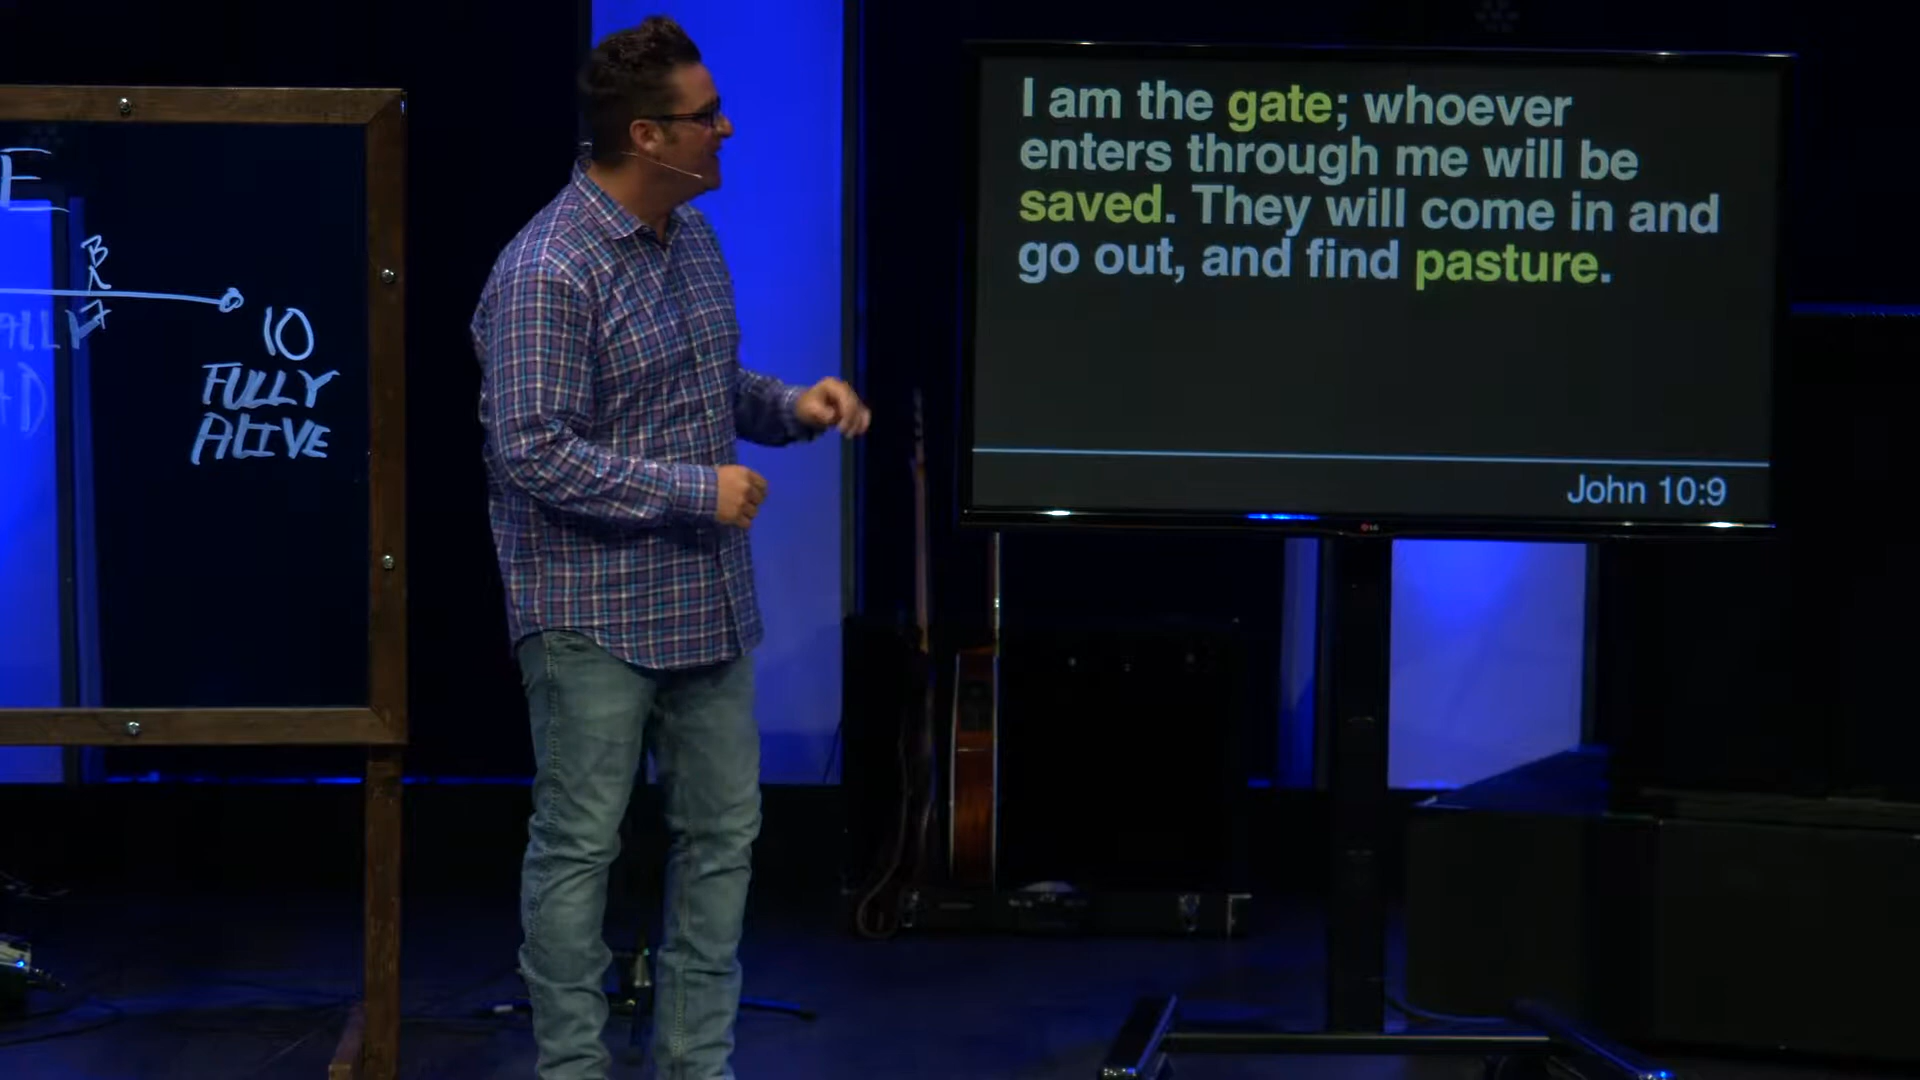 E
B
10
FULLY
ALIVE
I am the gate; whoever
enters through me will be
saved. They will come in and
go out, and find pasture.
John 10:9
LG